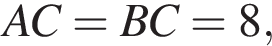 AC = BC = 8,